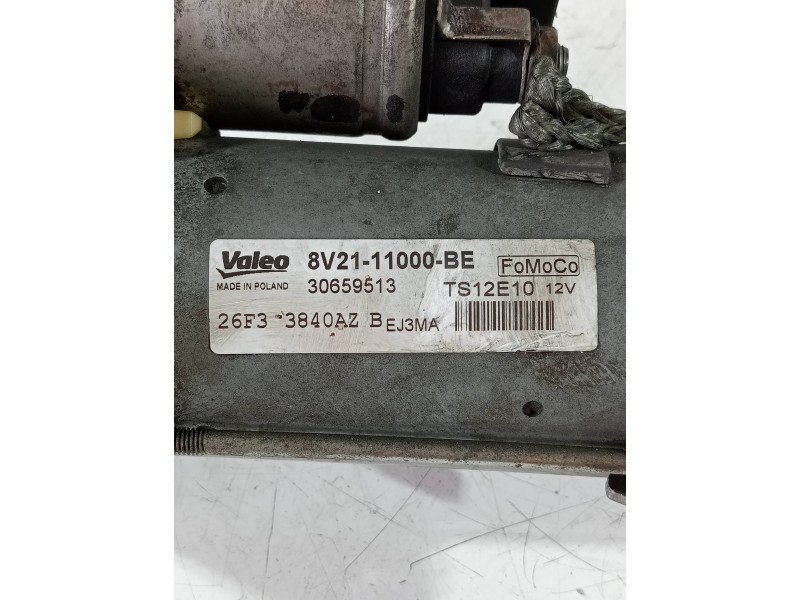 Valeo 8V21-11000-BE FoMoCo
MADE IN POLAND 30659513 TS12E10 12V
26F3 3840AZ B EJ3MA